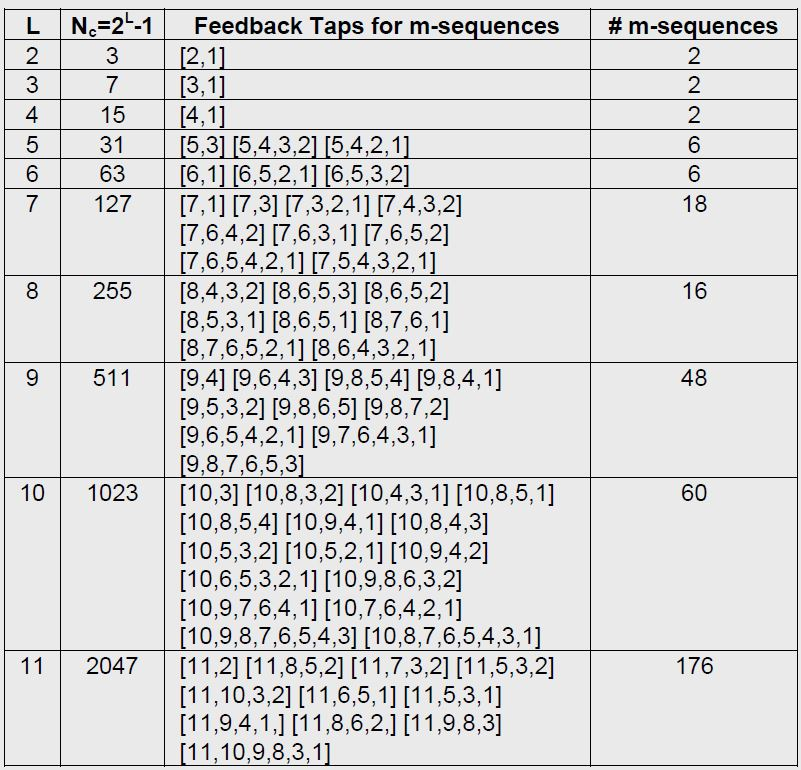 L N_c=2^L-1 Feedback Taps for m-sequences # m-sequences
2 3 [2,1] 2
3 7 [3,1] 2
4 15 [4,1] 2
5 31 [5,3] [5,4,3,2] [5,4,2,1] 6
6 63 [6,1] [6,5,2,1] [6,5,3,2] 6
7 127 [7,1] [7,3] [7,3,2,1] [7,4,3,2] 18
[7,6,4,2] [7,6,3,1] [7,6,5,2]
[7,6,5,4,2,1] [7,5,4,3,2,1]
8 255 [8,4,3,2] [8,6,5,3] [8,6,5,2] 16
[8,5,3,1] [8,6,5,1] [8,7,6,1]
[8,7,6,5,2,1] [8,6,4,3,2,1]
9 511 [9,4] [9,6,4,3] [9,8,5,4] [9,8,4,1] 48
[9,5,3,2] [9,8,6,5] [9,8,7,2]
[9,6,5,4,2,1] [9,7,6,4,3,1]
[9,8,7,6,5,3]
10 1023 [10,3] [10,8,3,2] [10,4,3,1] [10,8,5,1] 60
[10,8,5,4] [10,9,4,1] [10,8,4,3]
[10,5,3,2] [10,5,2,1] [10,9,4,2]
[10,6,5,3,2,1] [10,9,8,6,3,2]
[10,9,7,6,4,1] [10,7,6,4,2,1]
[10,9,8,7,6,5,4,3] [10,8,7,6,5,4,3,1]
11 2047 [11,2] [11,8,5,2] [11,7,3,2] [11,5,3,2] 176
[11,10,3,2] [11,6,5,1] [11,5,3,1]
[11,9,4,1,] [11,8,6,2,] [11,9,8,3]
[11,10,9,8,3,1]